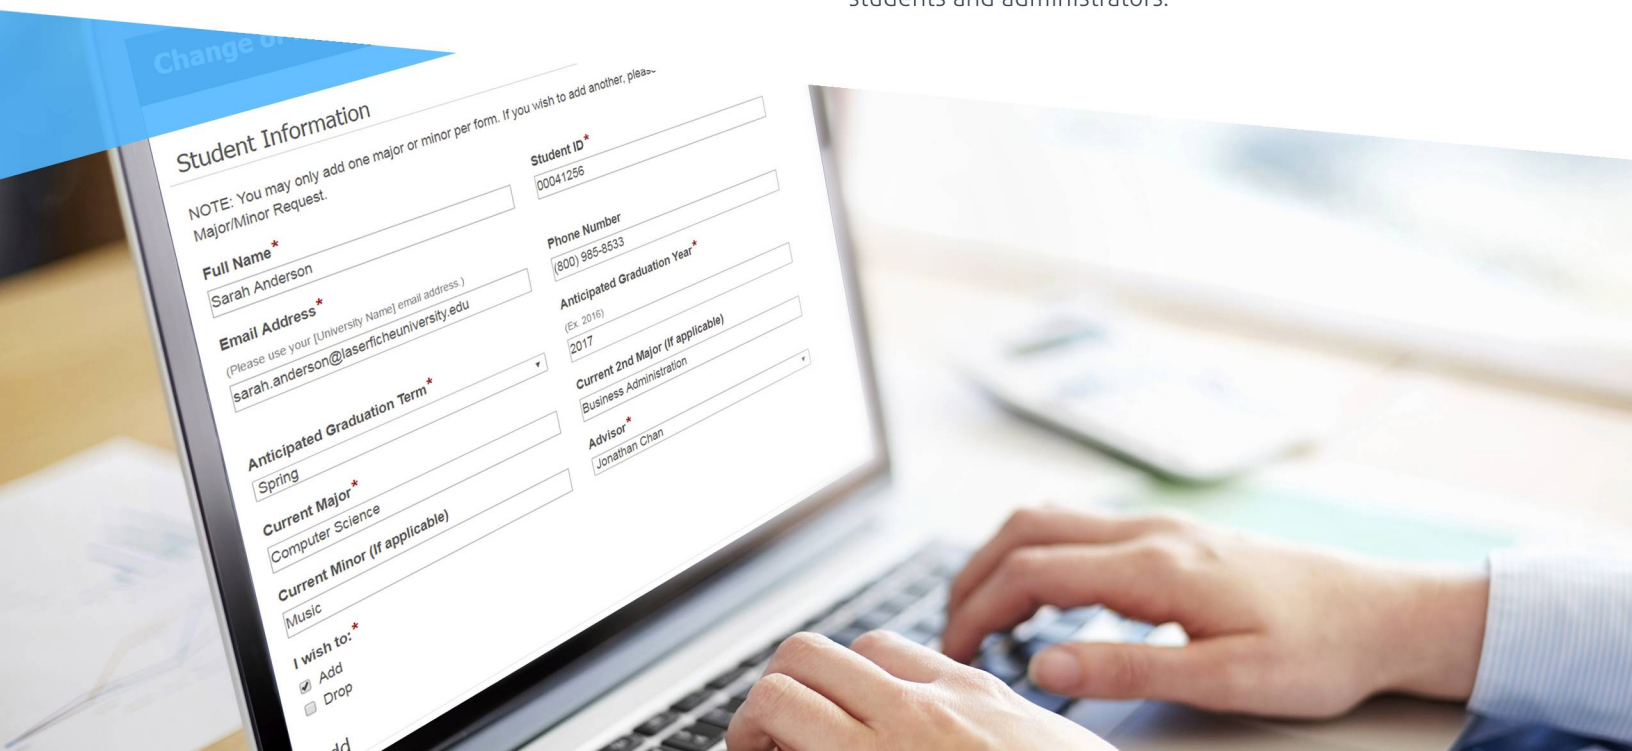 students and administrators.
Change of
Student Information
NOTE: You may only add one major or minor per form. If you wish to add another, please
Major/Minor Request.
Full Name*
Sarah Anderson
Student ID*
00041256
Email Address*
(Please use your [University Name] email address.)
sarah.anderson@laserficheuniversity.edu
Phone Number
(800) 985-8533
Anticipated Graduation Term*
Spring
Anticipated Graduation Year*
(Ex. 2016)
2017
Current Major*
Computer Science
Current 2nd Major (If applicable)
Business Administration
Current Minor (If applicable)
Music
Advisor*
Jonathan Chan
I wish to:*
Add
Drop